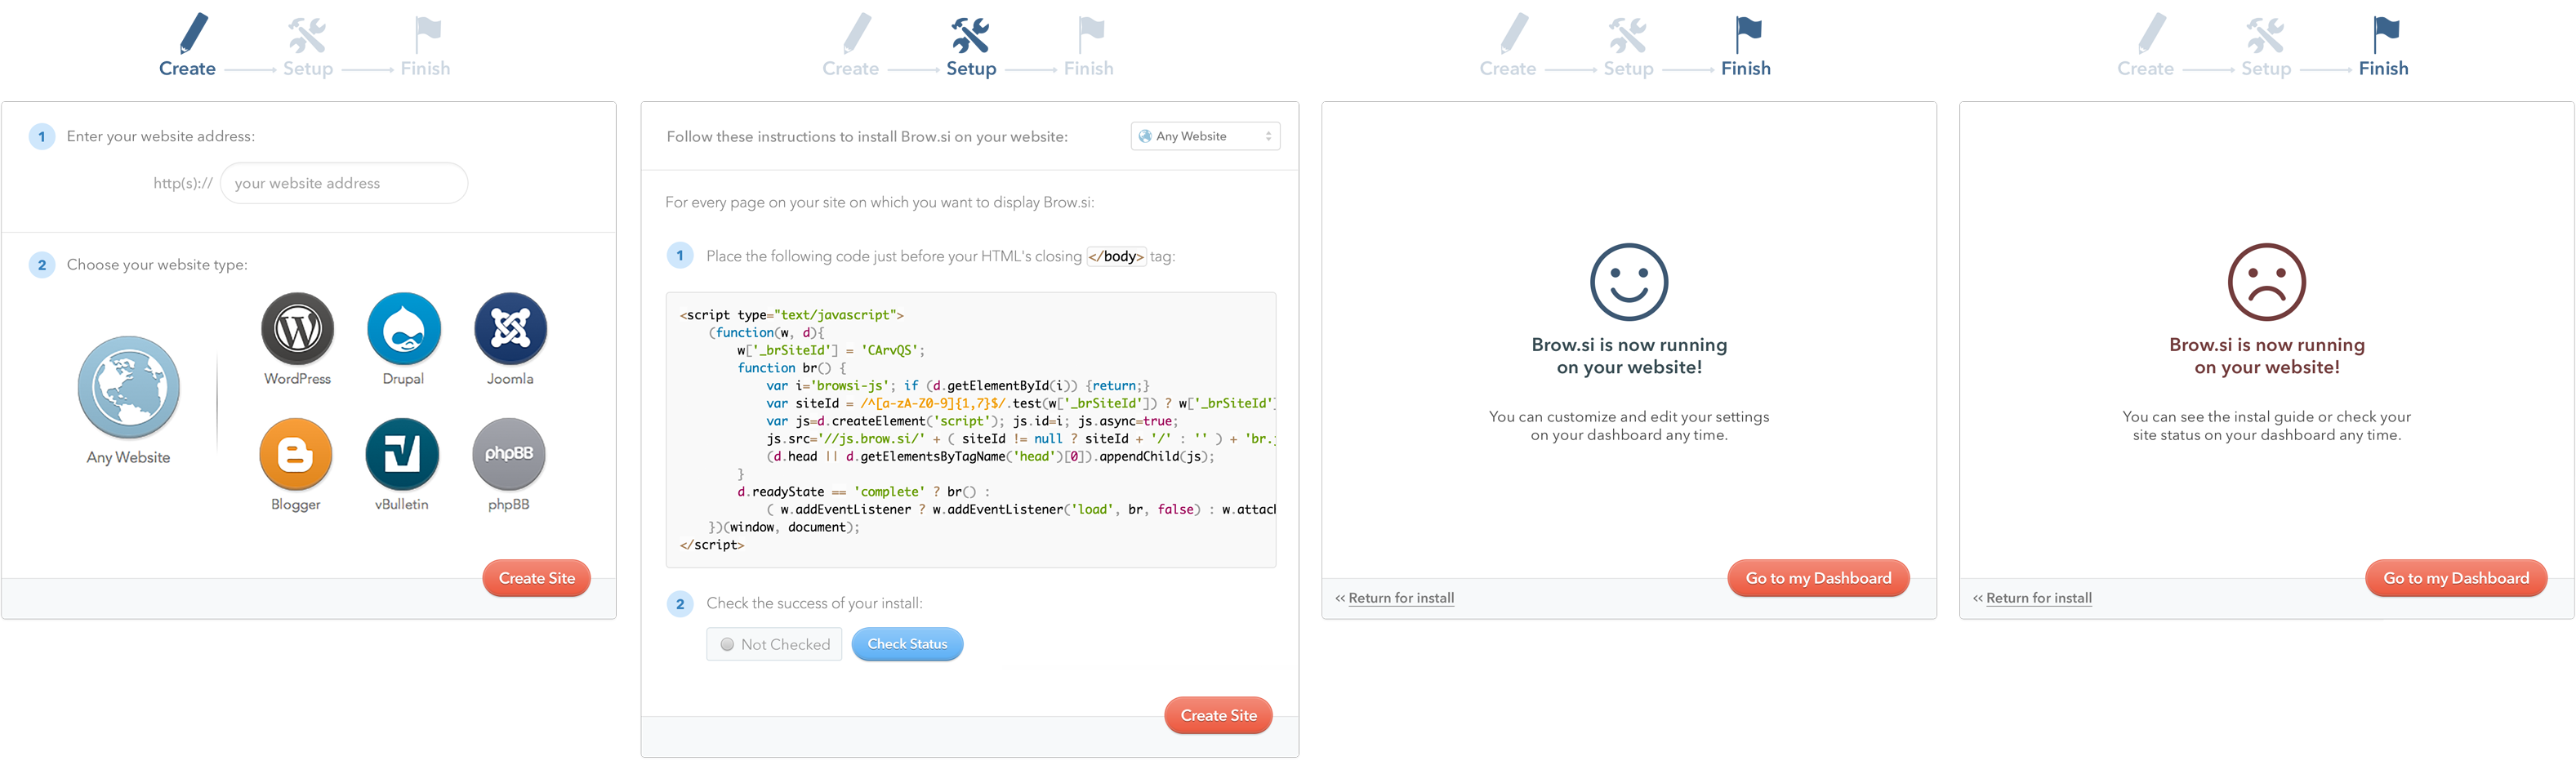 Create
Setup
Finish
1
Enter your website address:
http(s)://
your website address
2
Choose your website type:
Any Website
WordPress
Drupal
Joomla
Blogger
vBulletin
phpBB
phpBB
Create Site
Create
Setup
Finish
Follow these instructions to install Brow.si on your website:
Any Website
For every page on your site on which you want to display Brow.si:
1
Place the following code just before your HTML's closing </body> tag:
<script type="text/javascript">
(function(w, d){
w['_brSiteId'] = 'CArvQS';
function br() {
var i='browsi-js'; if (d.getElementById(i)) {return;}
var siteId = /^[a-zA-Z0-9]{1,7}$/.test(w['_brSiteId']) ? w['_brSiteId']
var js=d.createElement('script'); js.id=i; js.async=true;
js.src='//js.brow.si/' + ( siteId != null ? siteId + '/' : '' ) + 'br.j
(d.head || d.getElementsByTagName('head')[0]).appendChild(js);
}
d.readyState == 'complete' ? br() :
( w.addEventListener ? w.addEventListener('load', br, false) : w.attach
})(window, document);
</script>
2
Check the success of your install:
Not Checked
Check Status
Create Site
Create
Setup
Finish
Brow.si is now running
on your website!
You can customize and edit your settings
on your dashboard any time.
Go to my Dashboard
<< Return for install
Create
Setup
Finish
Brow.si is now running
on your website!
You can see the instal guide or check your
site status on your dashboard any time.
Go to my Dashboard
<< Return for install